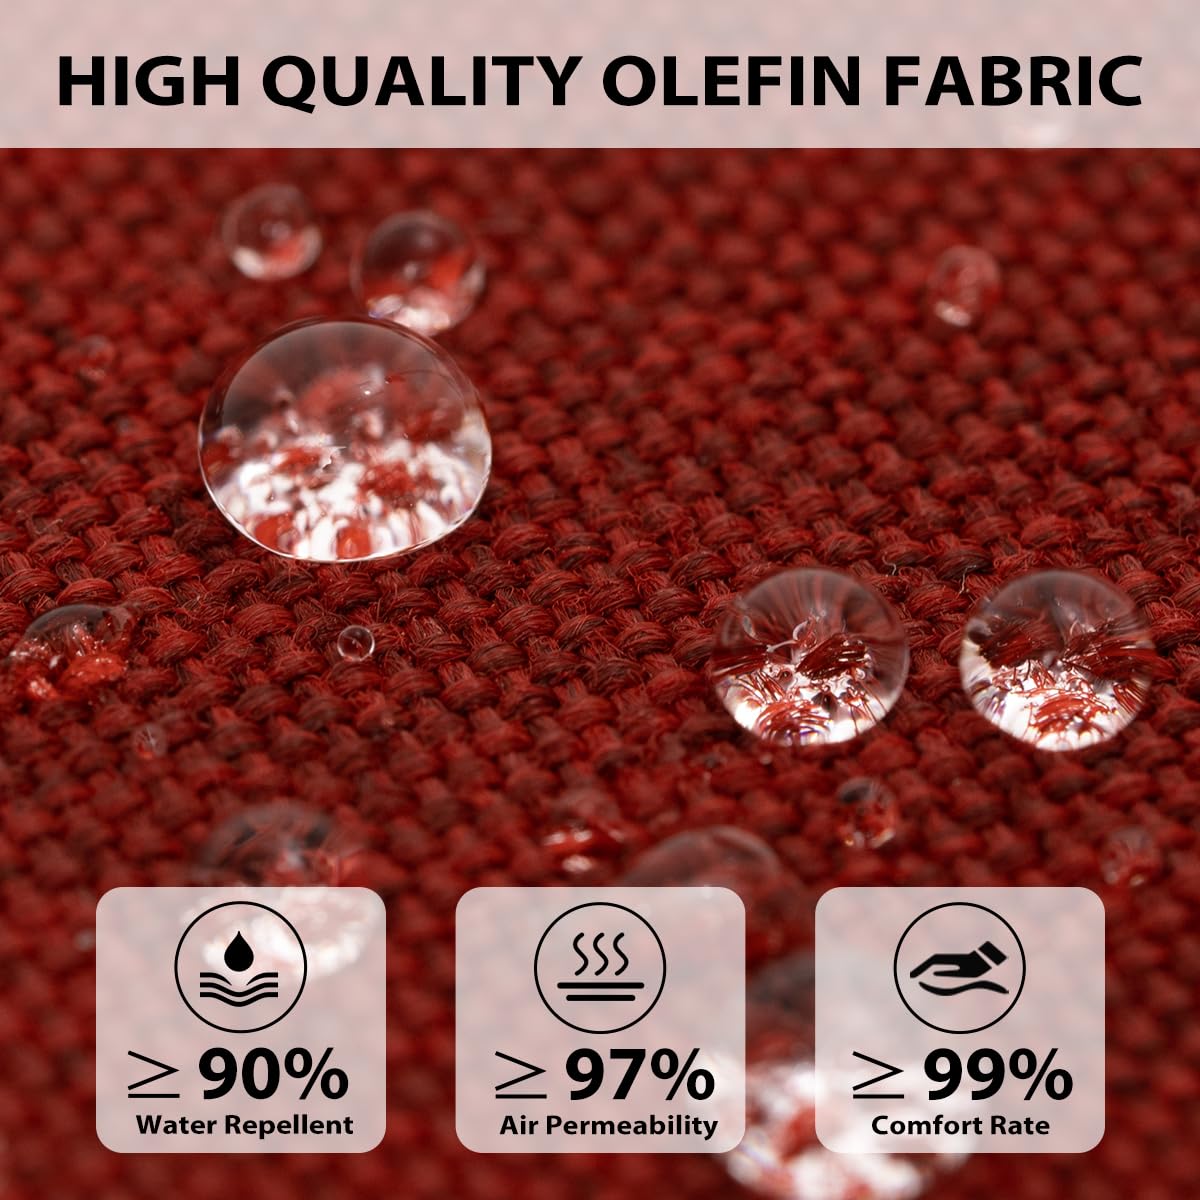 HIGH QUALITY OLEFIN FABRIC
≥ 90%
Water Repellent
≥ 97%
Air Permeability
≥ 99%
Comfort Rate